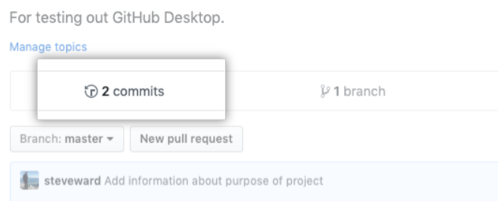 For testing out GitHub Desktop.
Manage topics
2 commits
1 branch
Branch: master
New pull request
steveward Add information about purpose of project